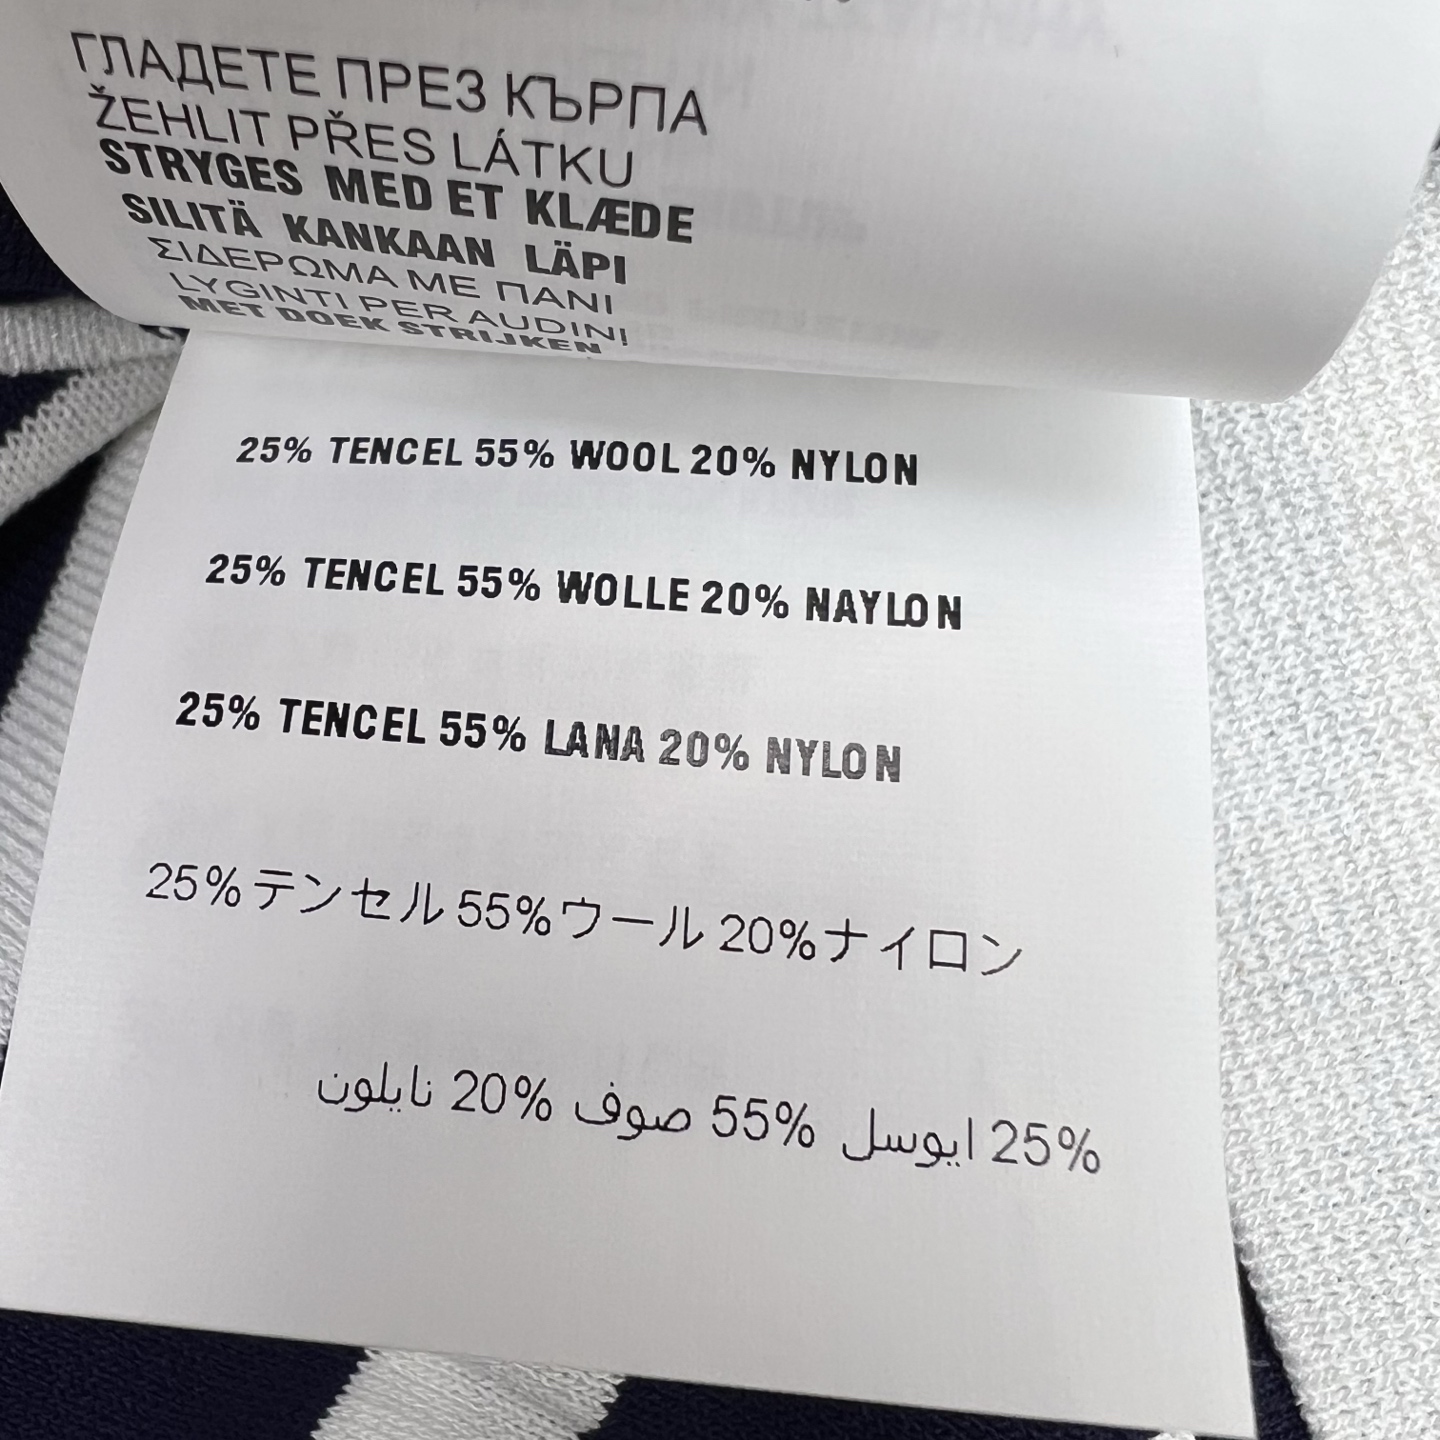 ГЛАДЕТЕ ПРЕЗ КЪРПА
ŽEHLIT PŘES LÁTKU
STRYGES MED ET KLÆDE
SILITÄ KANKAAN LÄPI
ΣΙΔΕΡΩΜΑ ΜΕ ΠΑΝΙ
LYGINTI PER AUDINI
MET DOEK STRIJKEN
25% TENCEL 55% WOOL 20% NYLON
25% TENCEL 55% WOLLE 20% NAYLON
25% TENCEL 55% LANA 20% NYLON
25%テンセル 55%ウール 20%ナイロン
25% ايوسل 55% صوف 20% نايلون